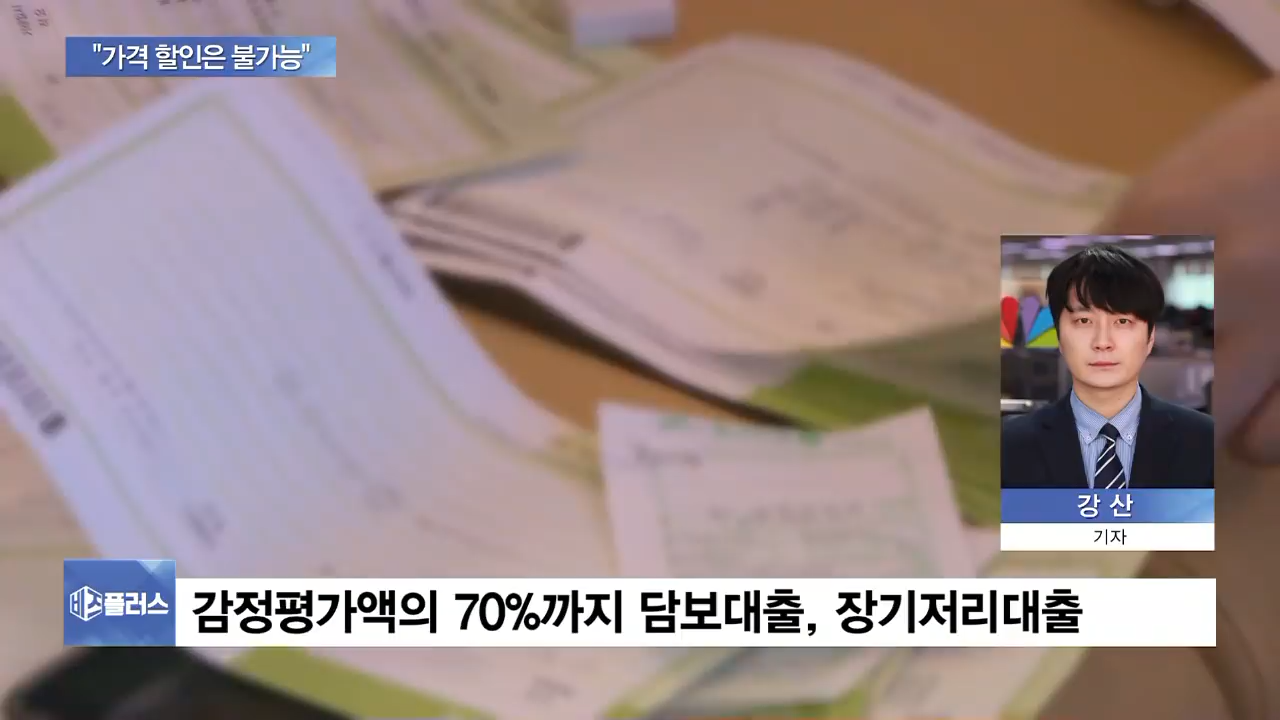 "가격 할인은 불가능"
강 산
기자
비즈플러스
감정평가액의 70%까지 담보대출, 장기저리대출